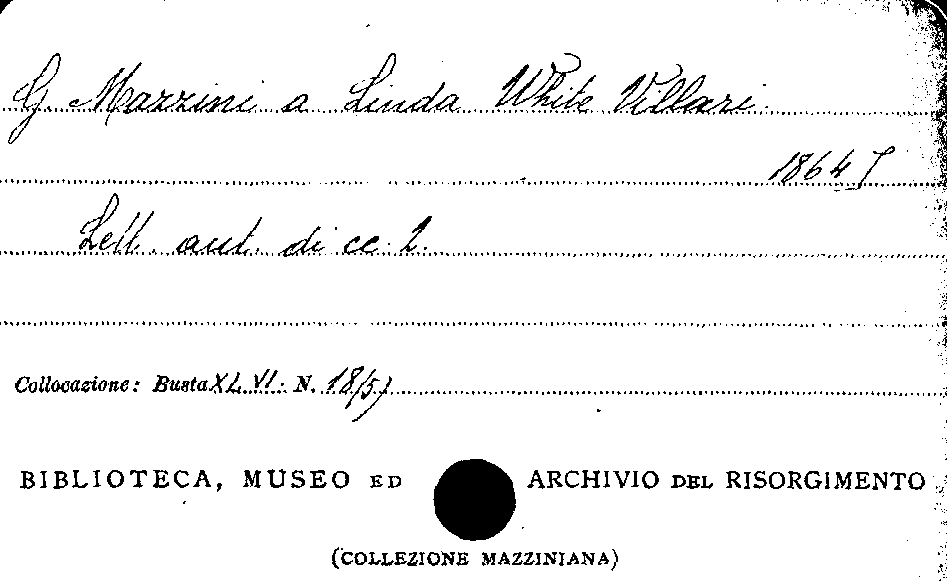 G. Mazzini a Linda White Villari.
1864
Lett. aut. di cc. 2.
Collocazione: Busta XLVI. N. 18/5)
BIBLIOTECA, MUSEO ED ARCHIVIO DEL RISORGIMENTO
(COLLEZIONE MAZZINIANA)